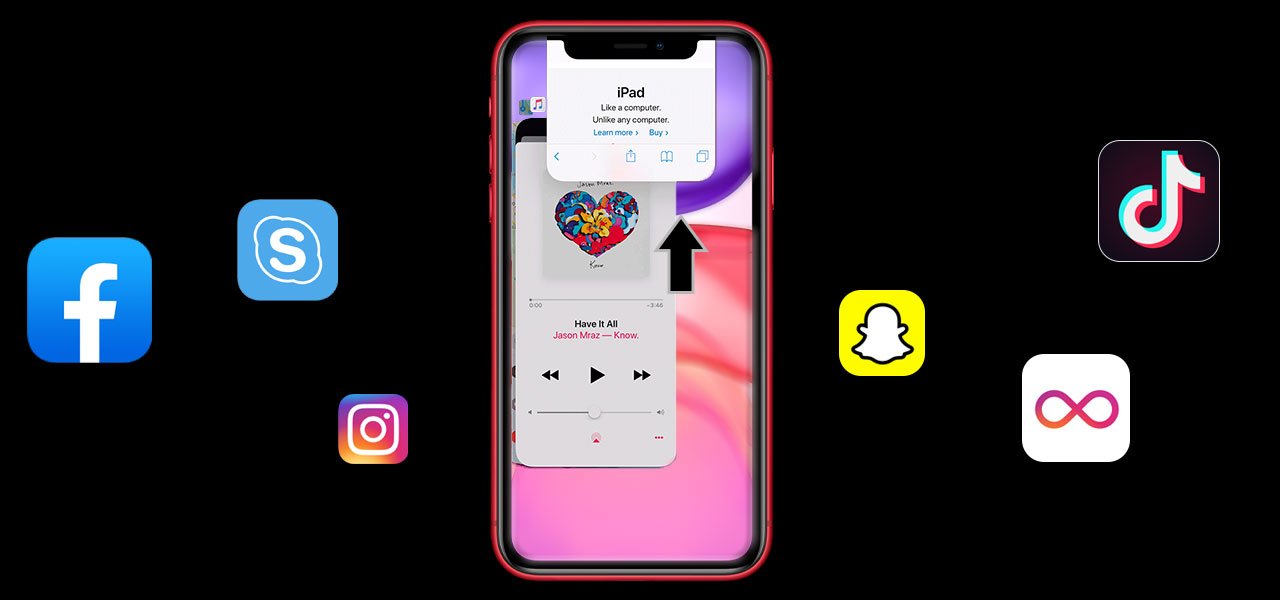 iPad
Like a computer.
Unlike any computer.
Learn more › Buy ›
Jason Mraz
Know.
0:00 -3:46
Have It All
Jason Mraz — Know.
f
S